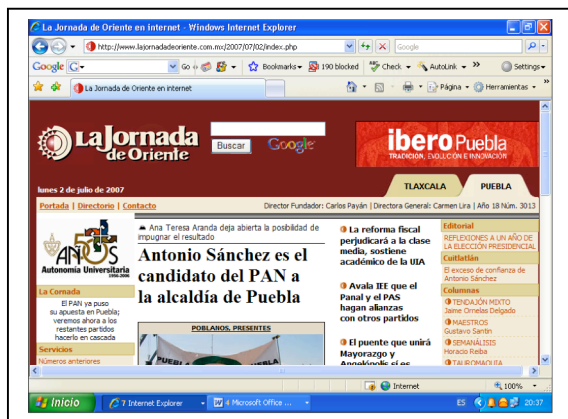 La Jornada de Oriente en internet - Windows Internet Explorer
http://www.lajornadadeoriente.com.mx/2007/07/02/index.php
Google
Google
G
Go
Bookmarks
190 blocked
Check
AutoLink
»
Settings
La Jornada de Oriente en internet
Página
Herramientas
»
La Jornada
de Oriente
Buscar
Google
ibero Puebla
TRADICIÓN, EVOLUCIÓN E INNOVACIÓN
TLAXCALA
PUEBLA
lunes 2 de julio de 2007
Portada | Directorio | Contacto
Director Fundador: Carlos Payán | Directora General: Carmen Lira | Año 18 Núm. 3013
AÑOS
Autonomía Universitaria
1956-2006
La Cornada
El PAN ya puso
su apuesta en Puebla;
veremos ahora a los
restantes partidos
hacerlo en cascada
Servicios
Números anteriores
Ana Teresa Aranda deja abierta la posibilidad de
impugnar el resultado
Antonio Sánchez es el
candidato del PAN a
la alcaldía de Puebla
POBLANOS, PRESENTES
PUEBLA
La reforma fiscal
perjudicará a la clase
media, sostiene
académico de la UIA
Avala IEE que el
Panal y el PAS
hagan alianzas
con otros partidos
El puente que unirá
Mayorazgo y
Angelópolis sí es
Editorial
REFLEXIONES A UN AÑO DE
LA ELECCIÓN PRESIDENCIAL
Cuitlatlán
El exceso de confianza de
Antonio Sánchez
Columnas
TENDAJÓN MIXTO
Jaime Ornelas Delgado
MAESTROS
Gustavo Santín
SEMANÁLISIS
Horacio Reiba
TAUROMAQUIA
Internet
100%
Inicio
7 Internet Explorer
4 Microsoft Office ...
ES
20:37